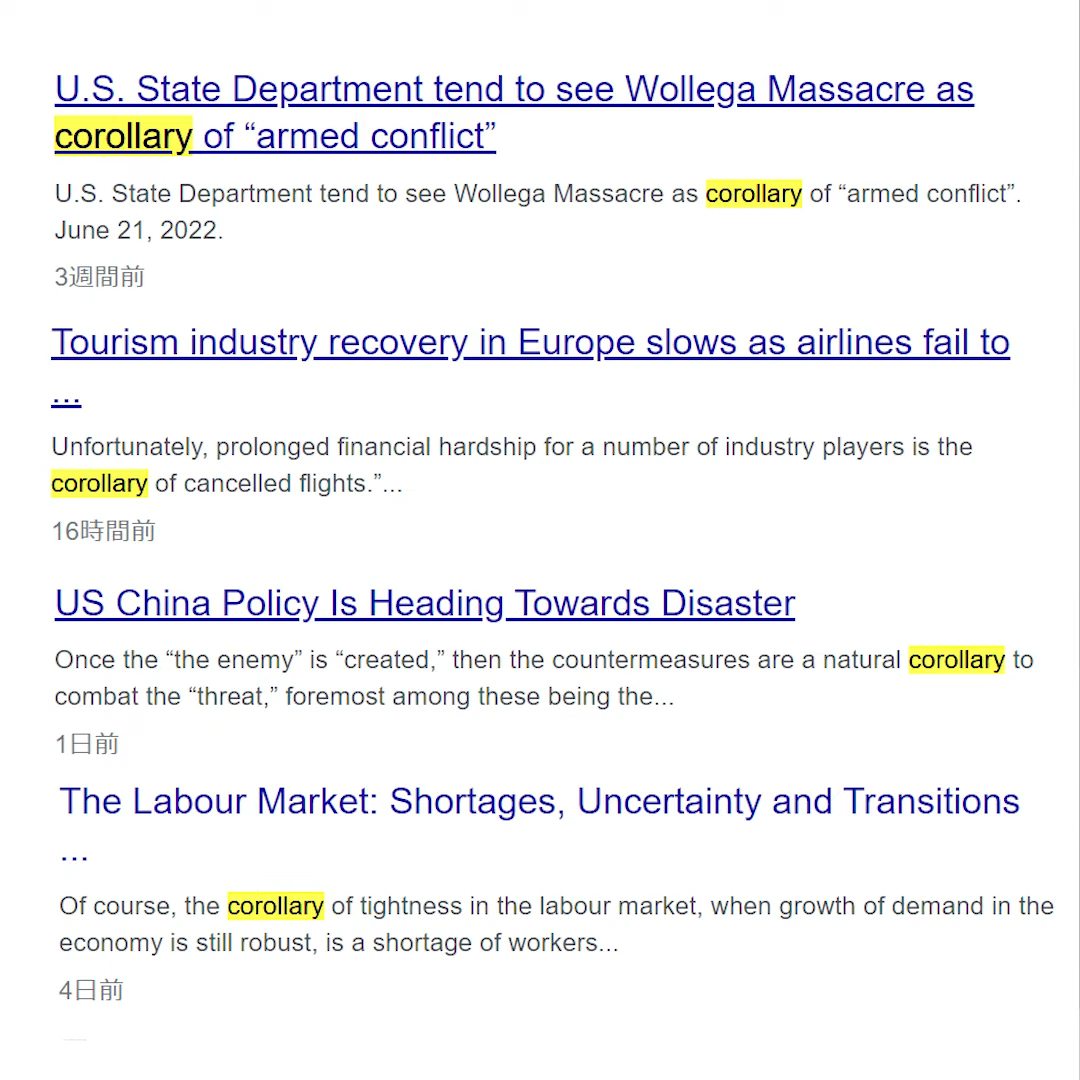 U.S. State Department tend to see Wollega Massacre as
corollary of “armed conflict”
U.S. State Department tend to see Wollega Massacre as corollary of “armed conflict”.
June 21, 2022.
3週間前
Tourism industry recovery in Europe slows as airlines fail to
...
Unfortunately, prolonged financial hardship for a number of industry players is the
corollary of cancelled flights.”...
16時間前
US China Policy Is Heading Towards Disaster
Once the “the enemy” is “created,” then the countermeasures are a natural corollary to
combat the “threat,” foremost among these being the...
1日前
The Labour Market: Shortages, Uncertainty and Transitions
...
Of course, the corollary of tightness in the labour market, when growth of demand in the
economy is still robust, is a shortage of workers...
4日前